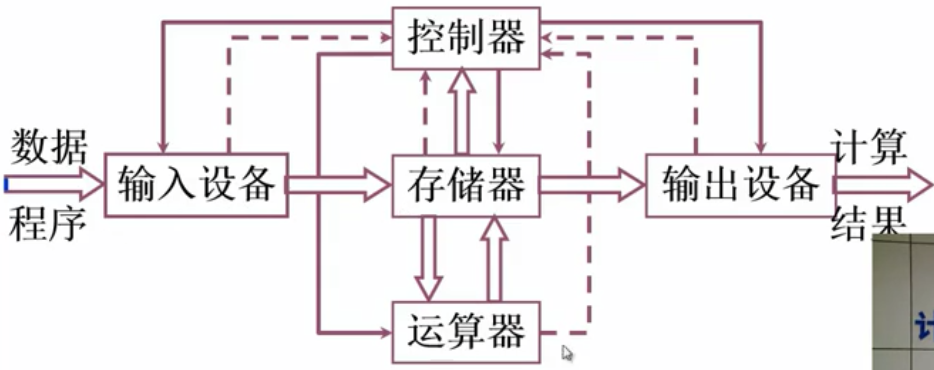 控制器
数据
程序
输入设备
存储器
输出设备
计算
结果
运算器